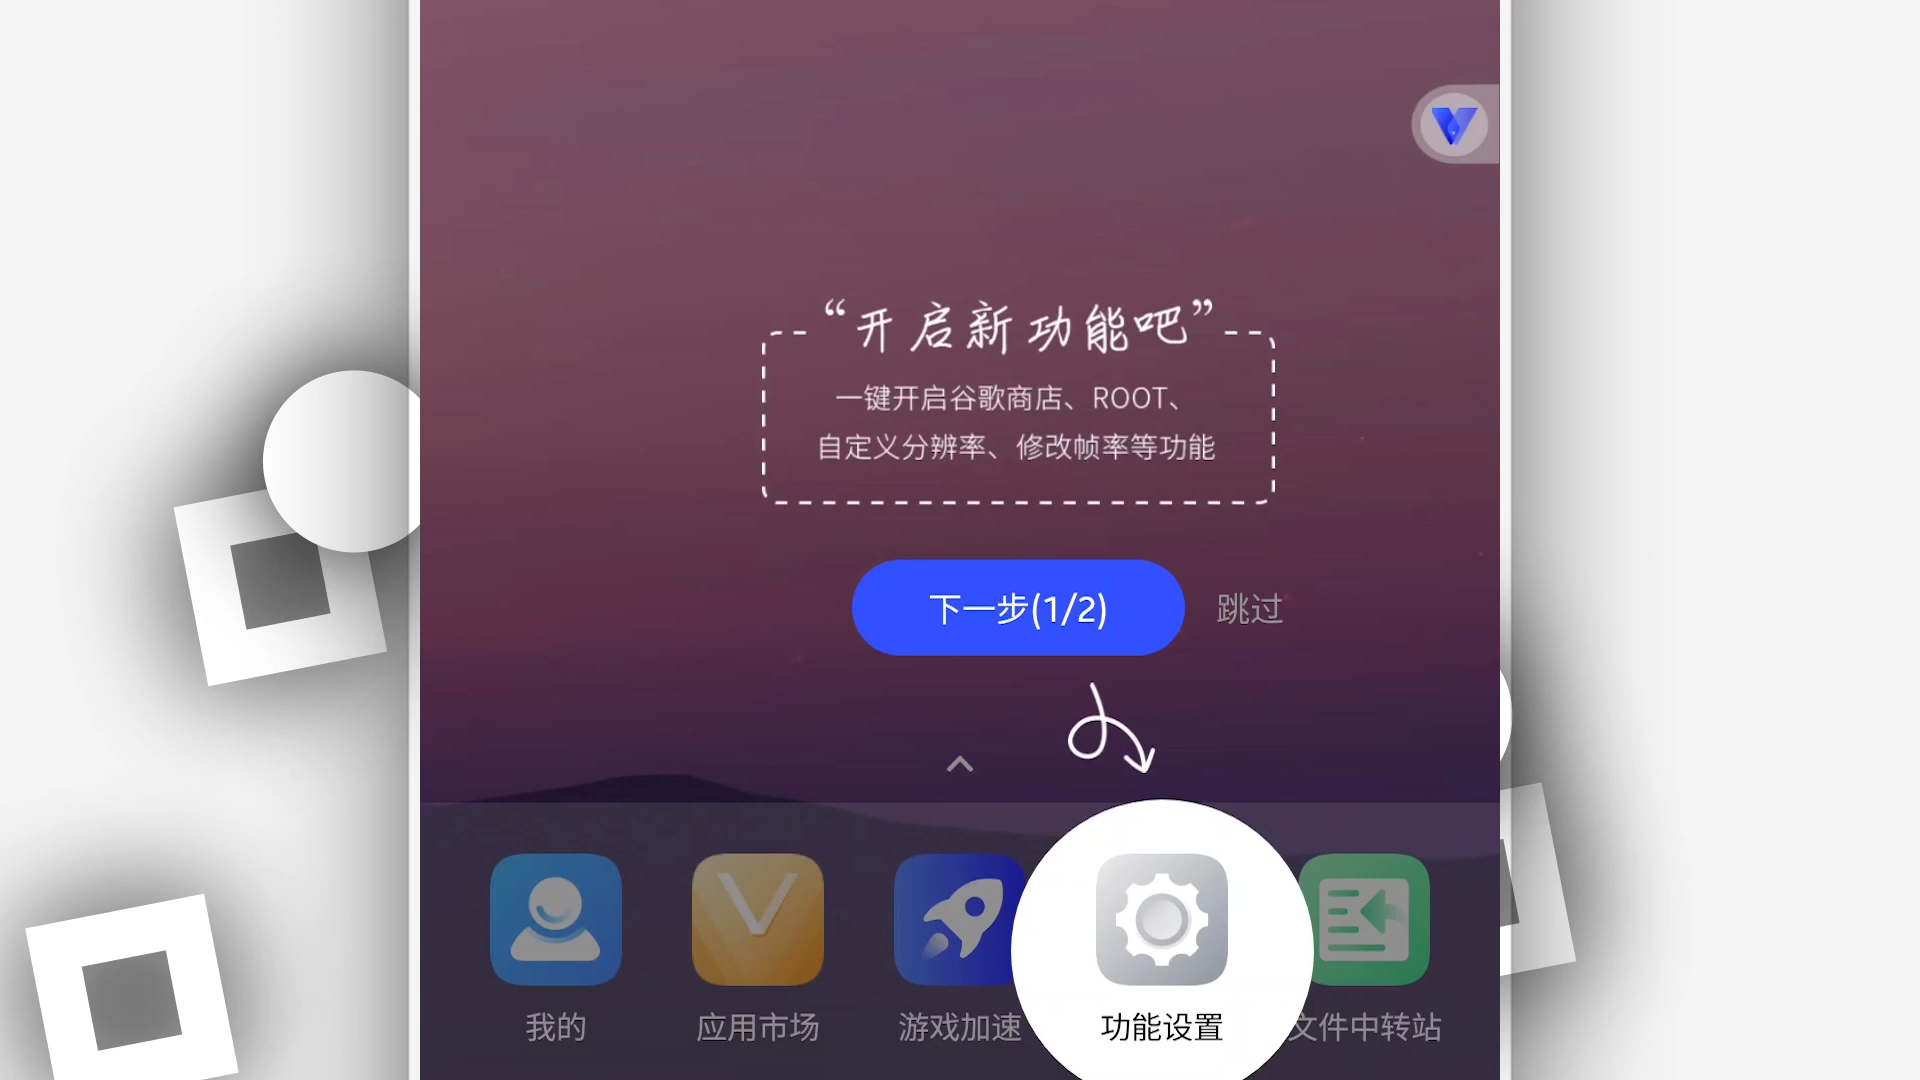 “开启新功能吧”
一键开启谷歌商店、ROOT、
自定义分辨率、修改帧率等功能
下一步(1/2)
跳过
我的
应用市场
游戏加速
功能设置
文件中转站